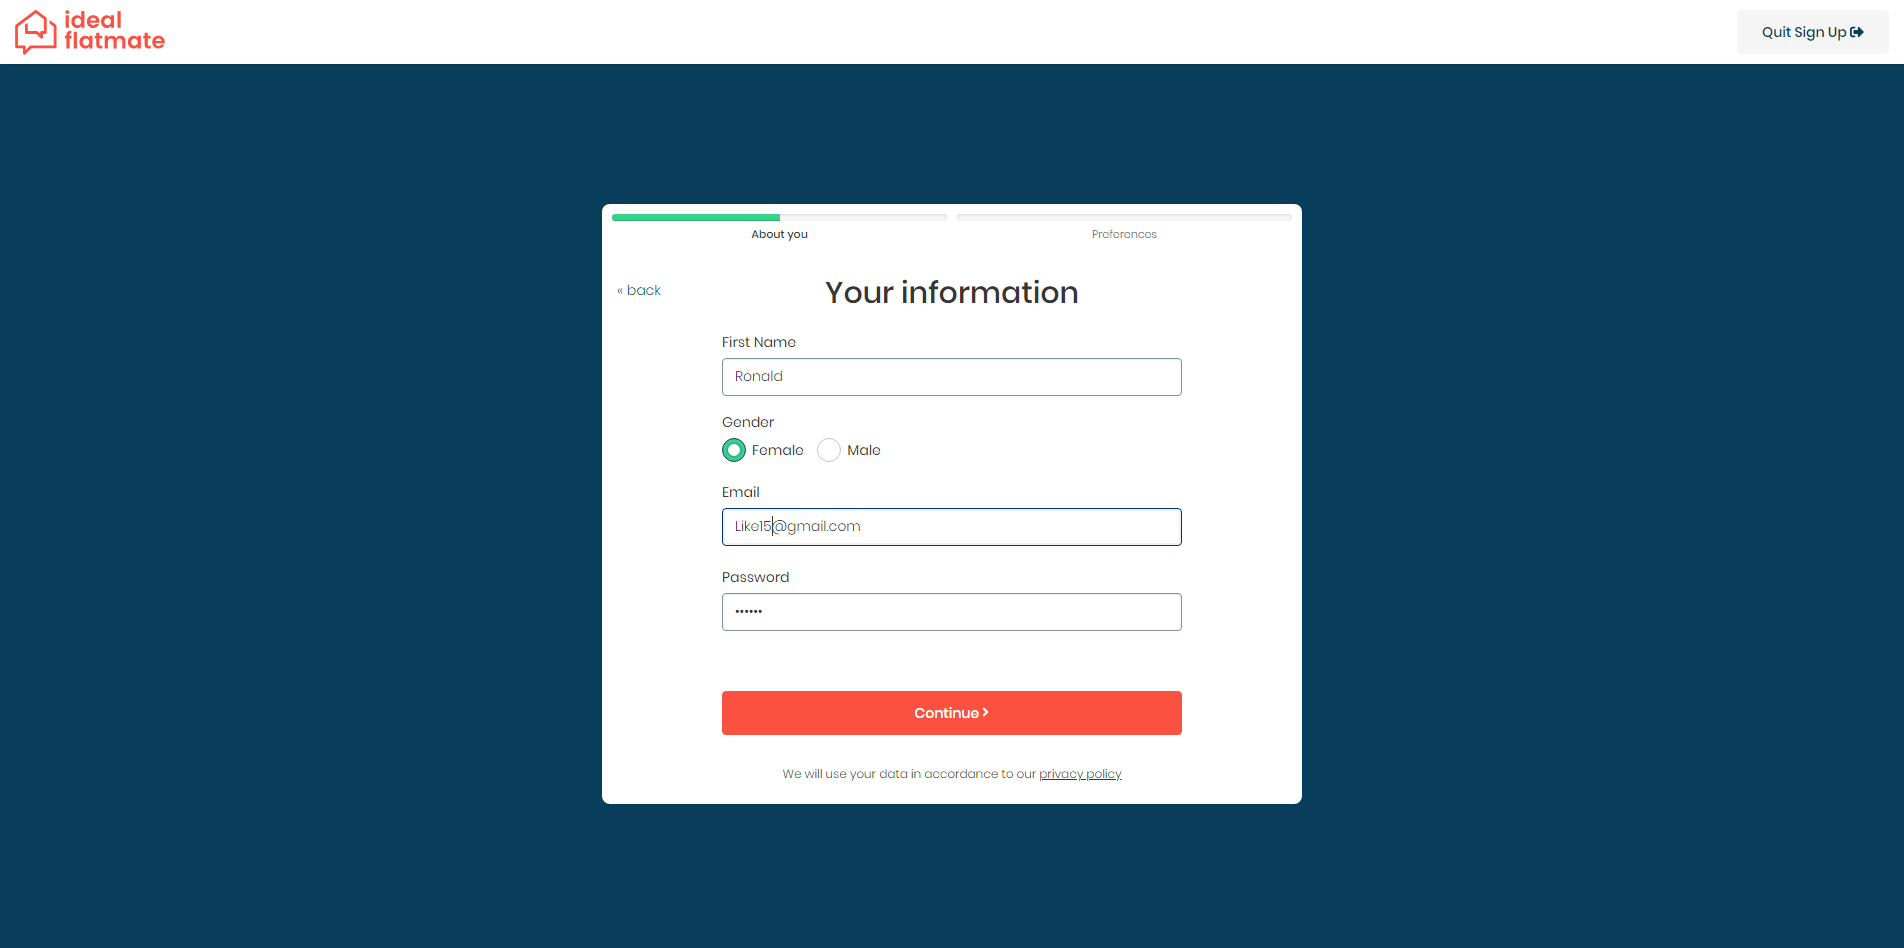 ideal
flatmate
Quit Sign Up
About you
Preferences
« back
Your information
First Name
Ronald
Gender
Female
Male
Email
Like15@gmail.com
Password
••••••
Continue
We will use your data in accordance to our privacy policy